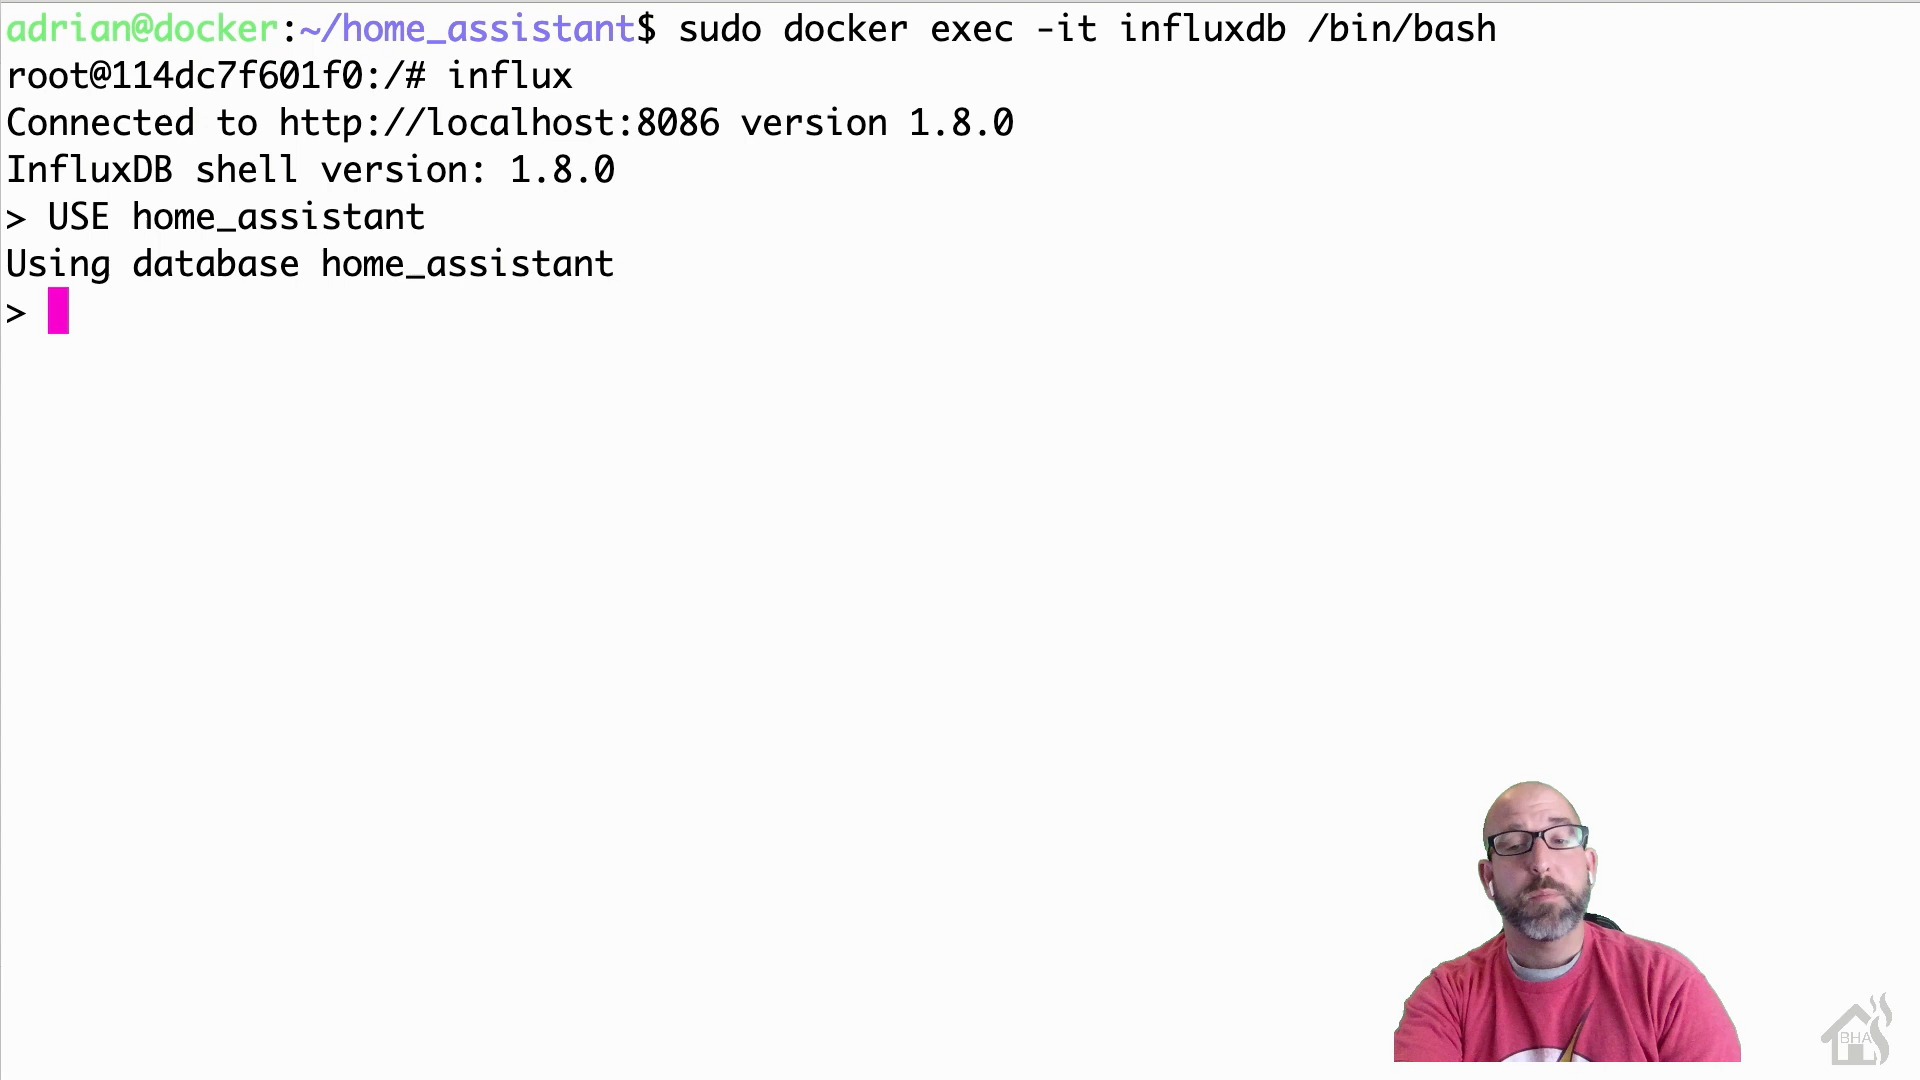 adrian@docker:~/home_assistant$ sudo docker exec -it influxdb /bin/bash
root@114dc7f601f0:/# influx
Connected to http://localhost:8086 version 1.8.0
InfluxDB shell version: 1.8.0
> USE home_assistant
Using database home_assistant
>
BHA